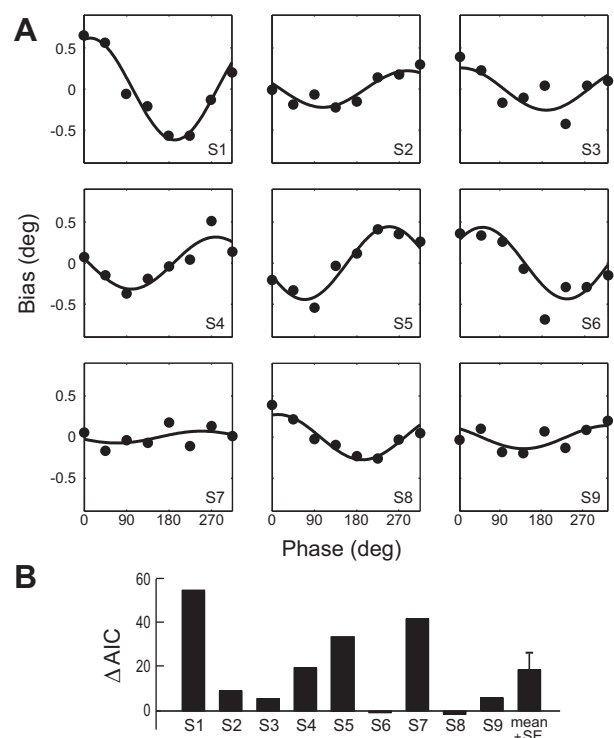 A
0.5
0
-0.5
S1
S2
S3
Bias (deg)
0.5
0
-0.5
S4
S5
S6
0.5
0
-0.5
S7
S8
S9
0 90 180 270
0 90 180 270
0 90 180 270
Phase (deg)
B
Δ AIC
60
40
20
0
S1 S2 S3 S4 S5 S6 S7 S8 S9 mean
+SE